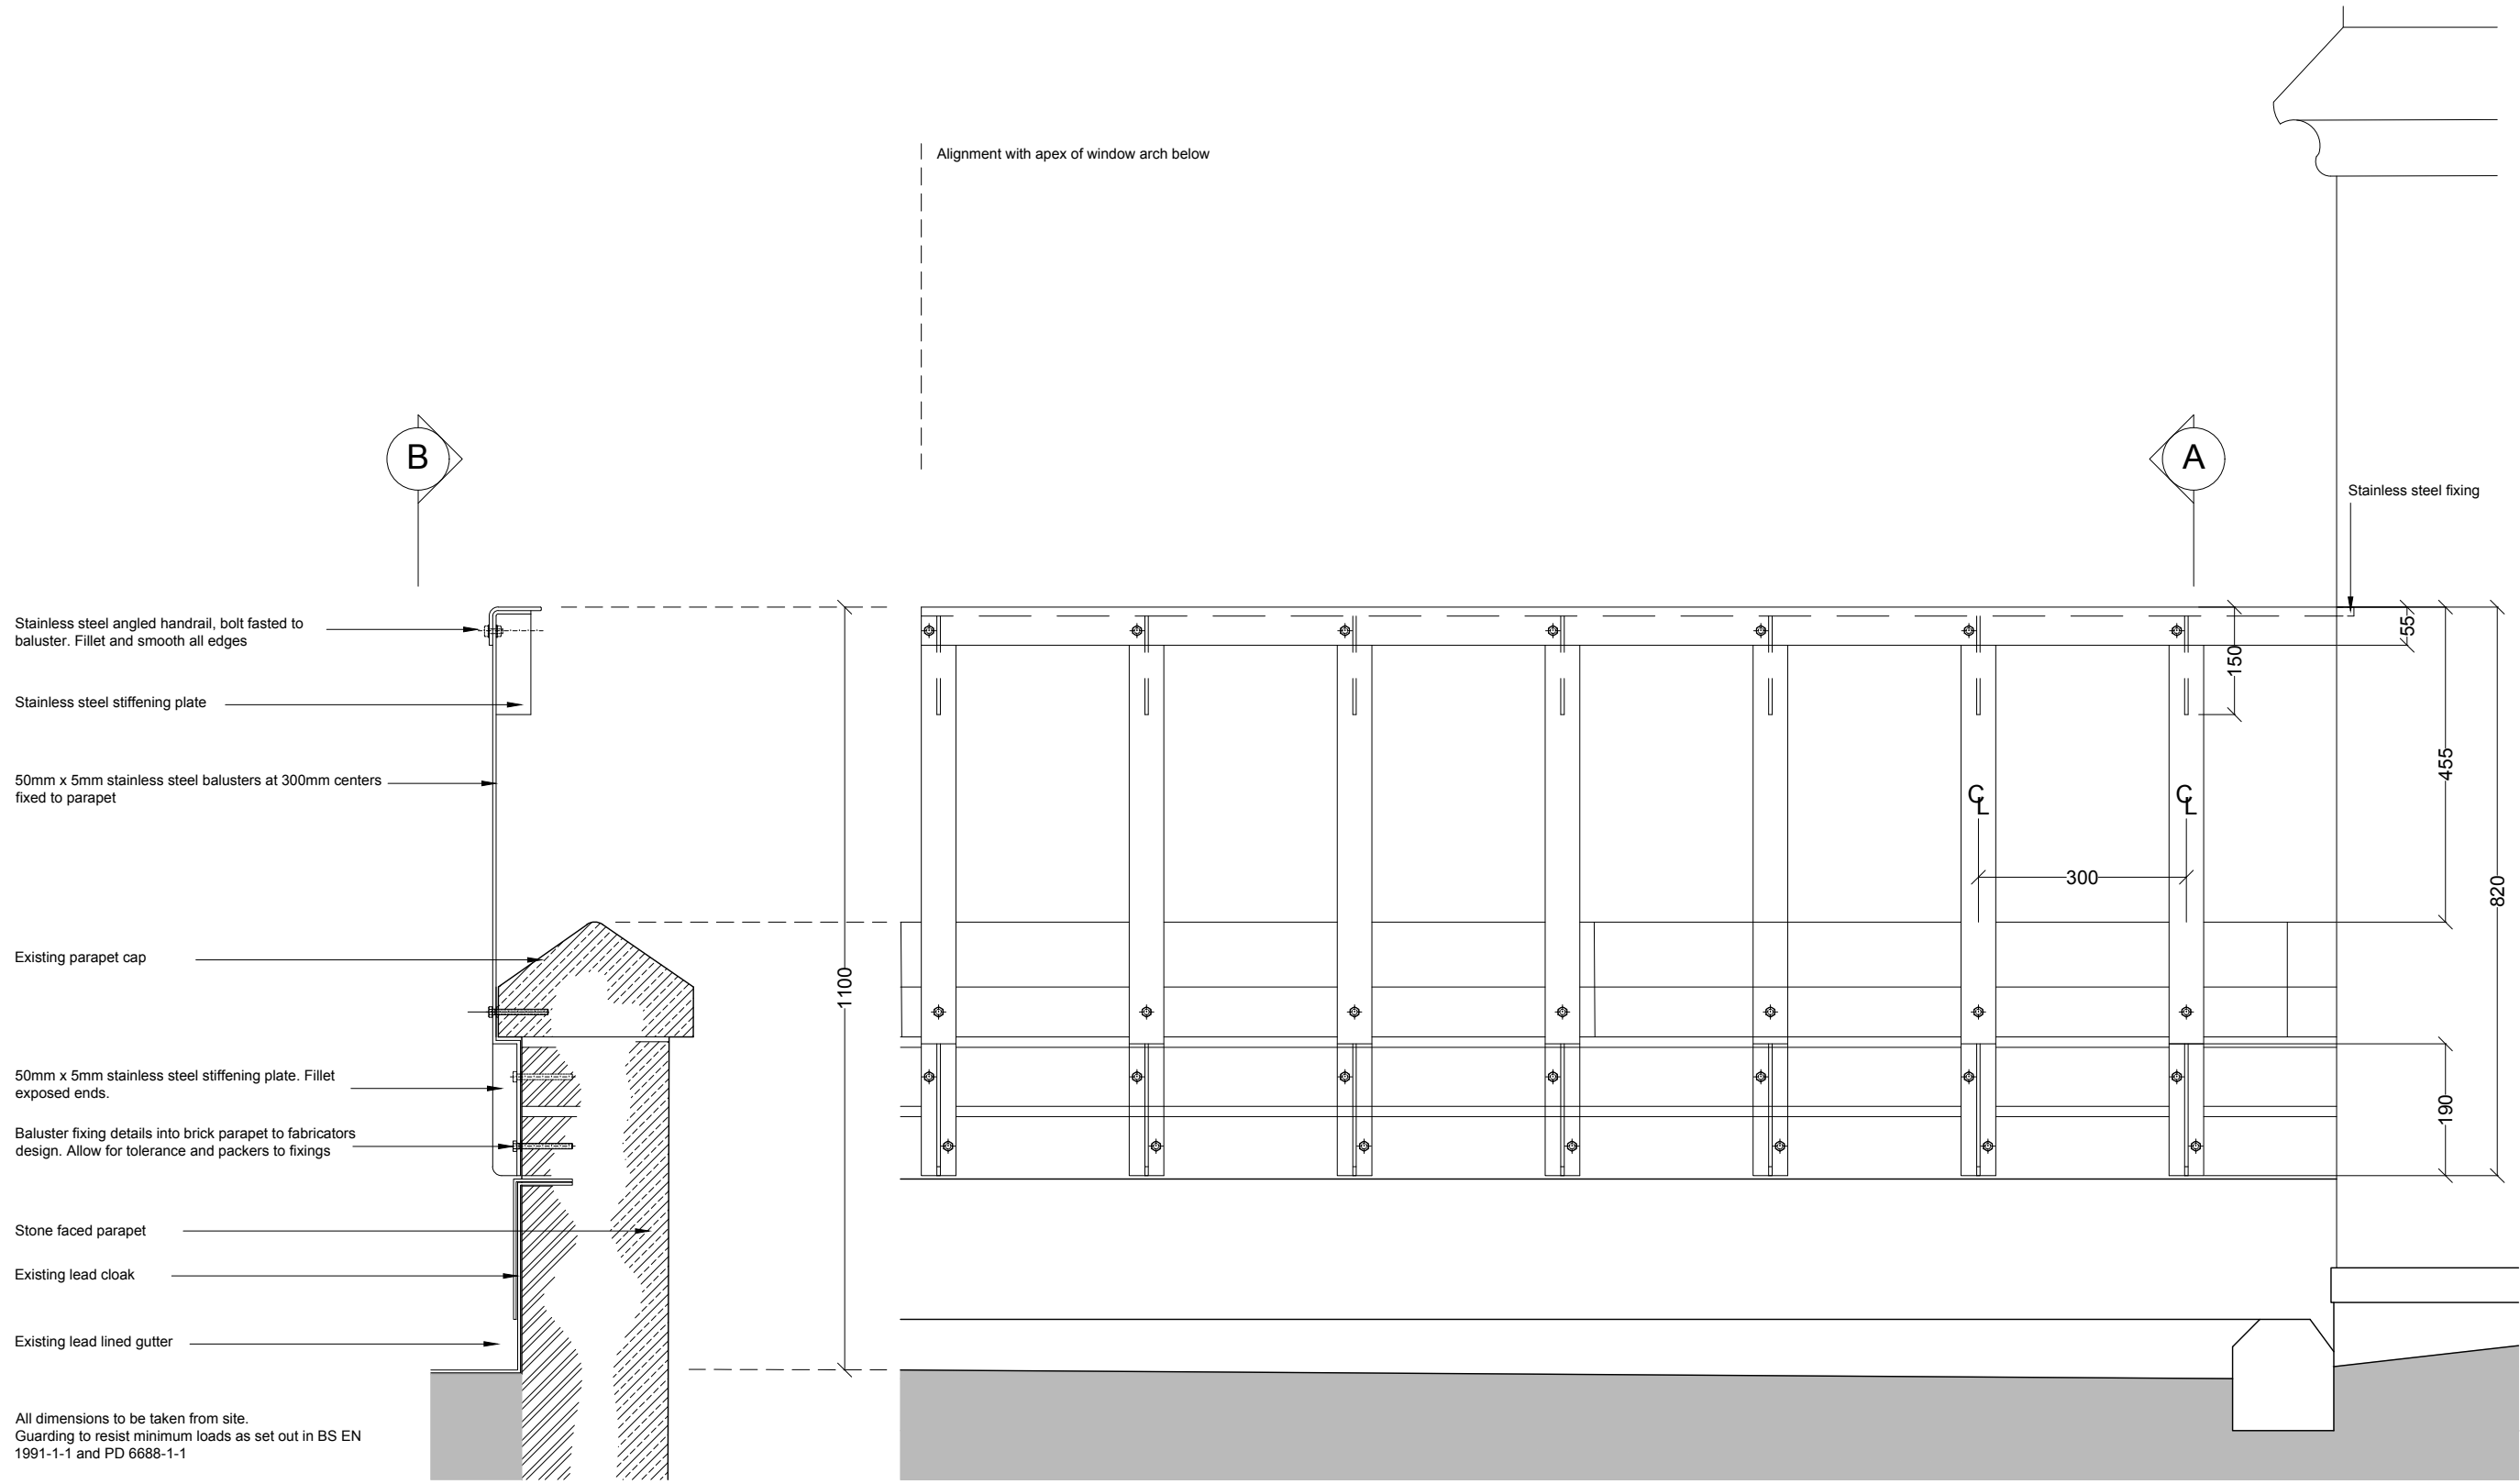 Alignment with apex of window arch below
B
A
Stainless steel fixing
Stainless steel angled handrail, bolt fasted to
baluster. Fillet and smooth all edges
55
150
Stainless steel stiffening plate
455
50mm x 5mm stainless steel balusters at 300mm centers
fixed to parapet
CL
CL
300
820
Existing parapet cap
1100
50mm x 5mm stainless steel stiffening plate. Fillet
exposed ends.
190
Baluster fixing details into brick parapet to fabricators
design. Allow for tolerance and packers to fixings
Stone faced parapet
Existing lead cloak
Existing lead lined gutter
All dimensions to be taken from site.
Guarding to resist minimum loads as set out in BS EN
1991-1-1 and PD 6688-1-1